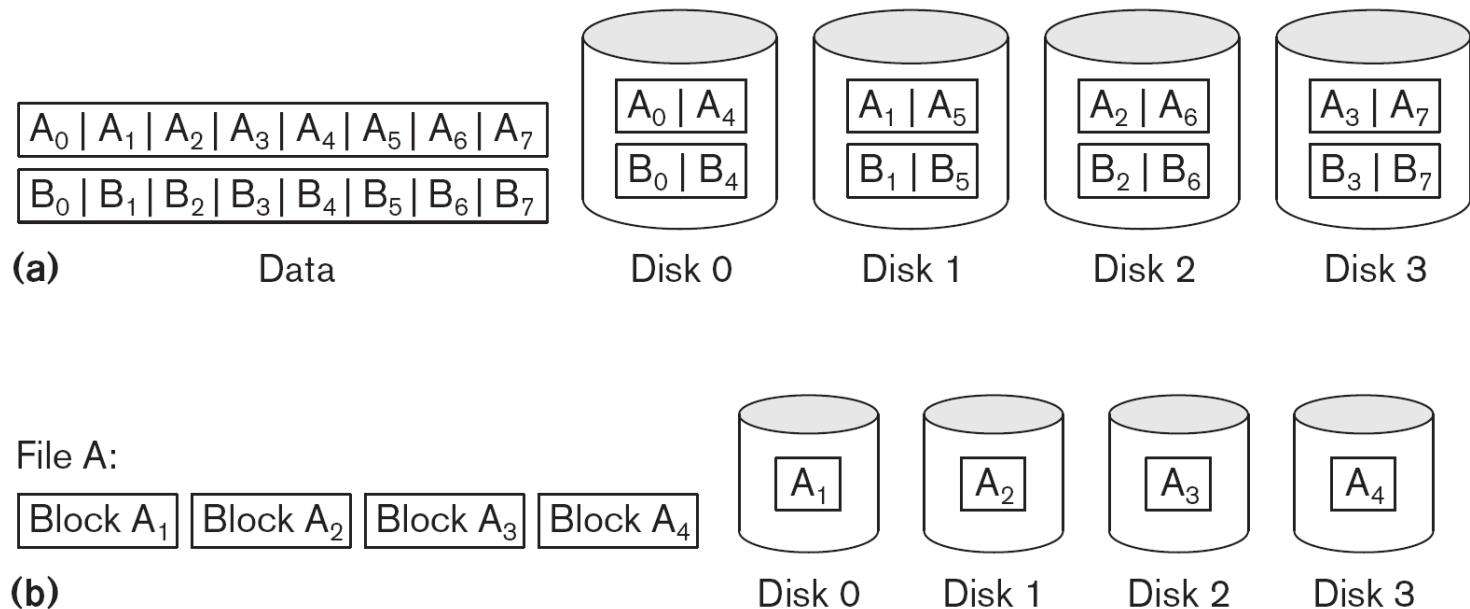 A₀ | A₁ | A₂ | A₃ | A₄ | A₅ | A₆ | A₇
B₀ | B₁ | B₂ | B₃ | B₄ | B₅ | B₆ | B₇
A₀ | A₄
B₀ | B₄
A₁ | A₅
B₁ | B₅
A₂ | A₆
B₂ | B₆
A₃ | A₇
B₃ | B₇
(a) Data Disk 0 Disk 1 Disk 2 Disk 3
File A:
Block A₁ Block A₂ Block A₃ Block A₄
A₁ A₂ A₃ A₄
(b) Disk 0 Disk 1 Disk 2 Disk 3